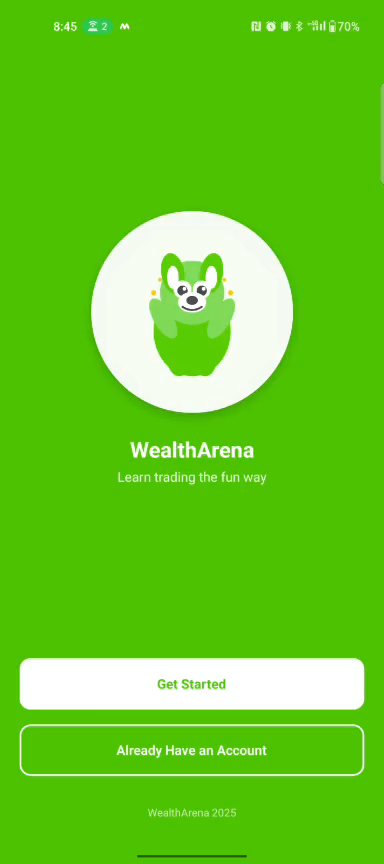 8:45 2 70%
WealthArena
Learn trading the fun way
Get Started
Already Have an Account
WealthArena 2025